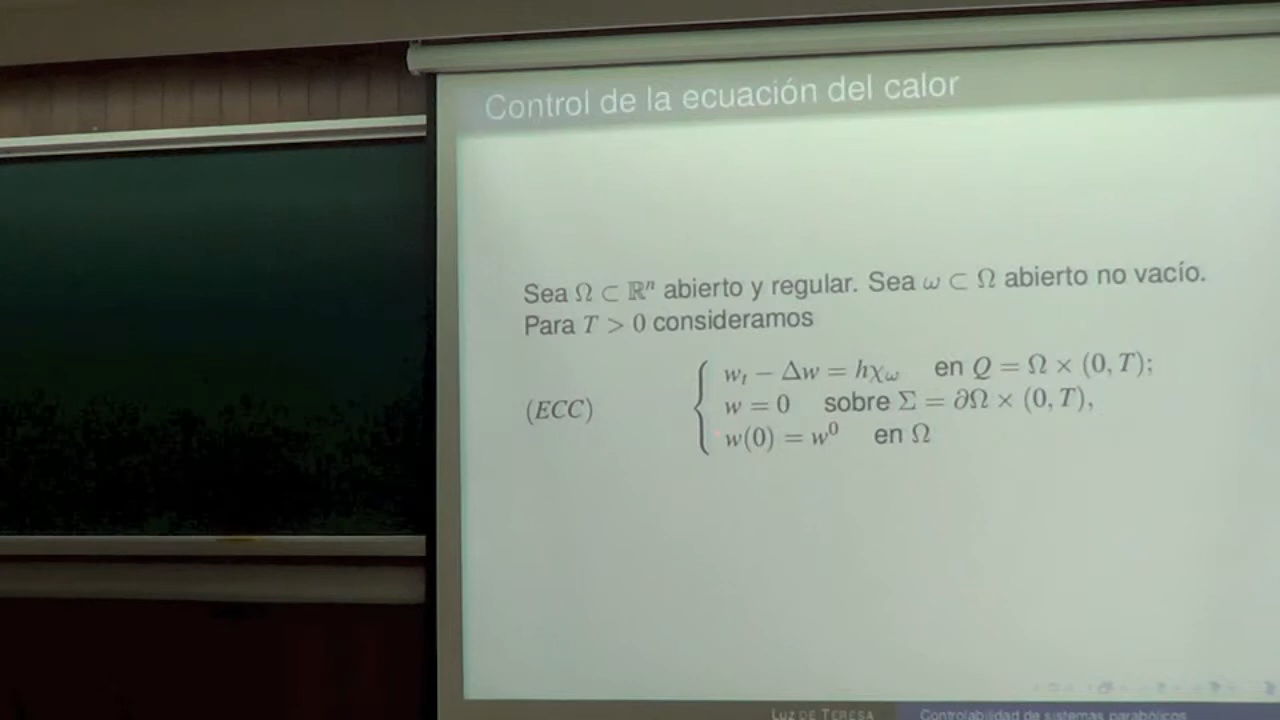 Control de la ecuación del calor
Sea Ω ⊂ ℝⁿ abierto y regular. Sea ω ⊂ Ω abierto no vacío.
Para T > 0 consideramos
(ECC)
w_t − Δw = hχ_ω en Q = Ω × (0, T);
w = 0 sobre Σ = ∂Ω × (0, T),
w(0) = w⁰ en Ω
LUZ DE TERESA
Controlabilidad de sistemas parabólicos